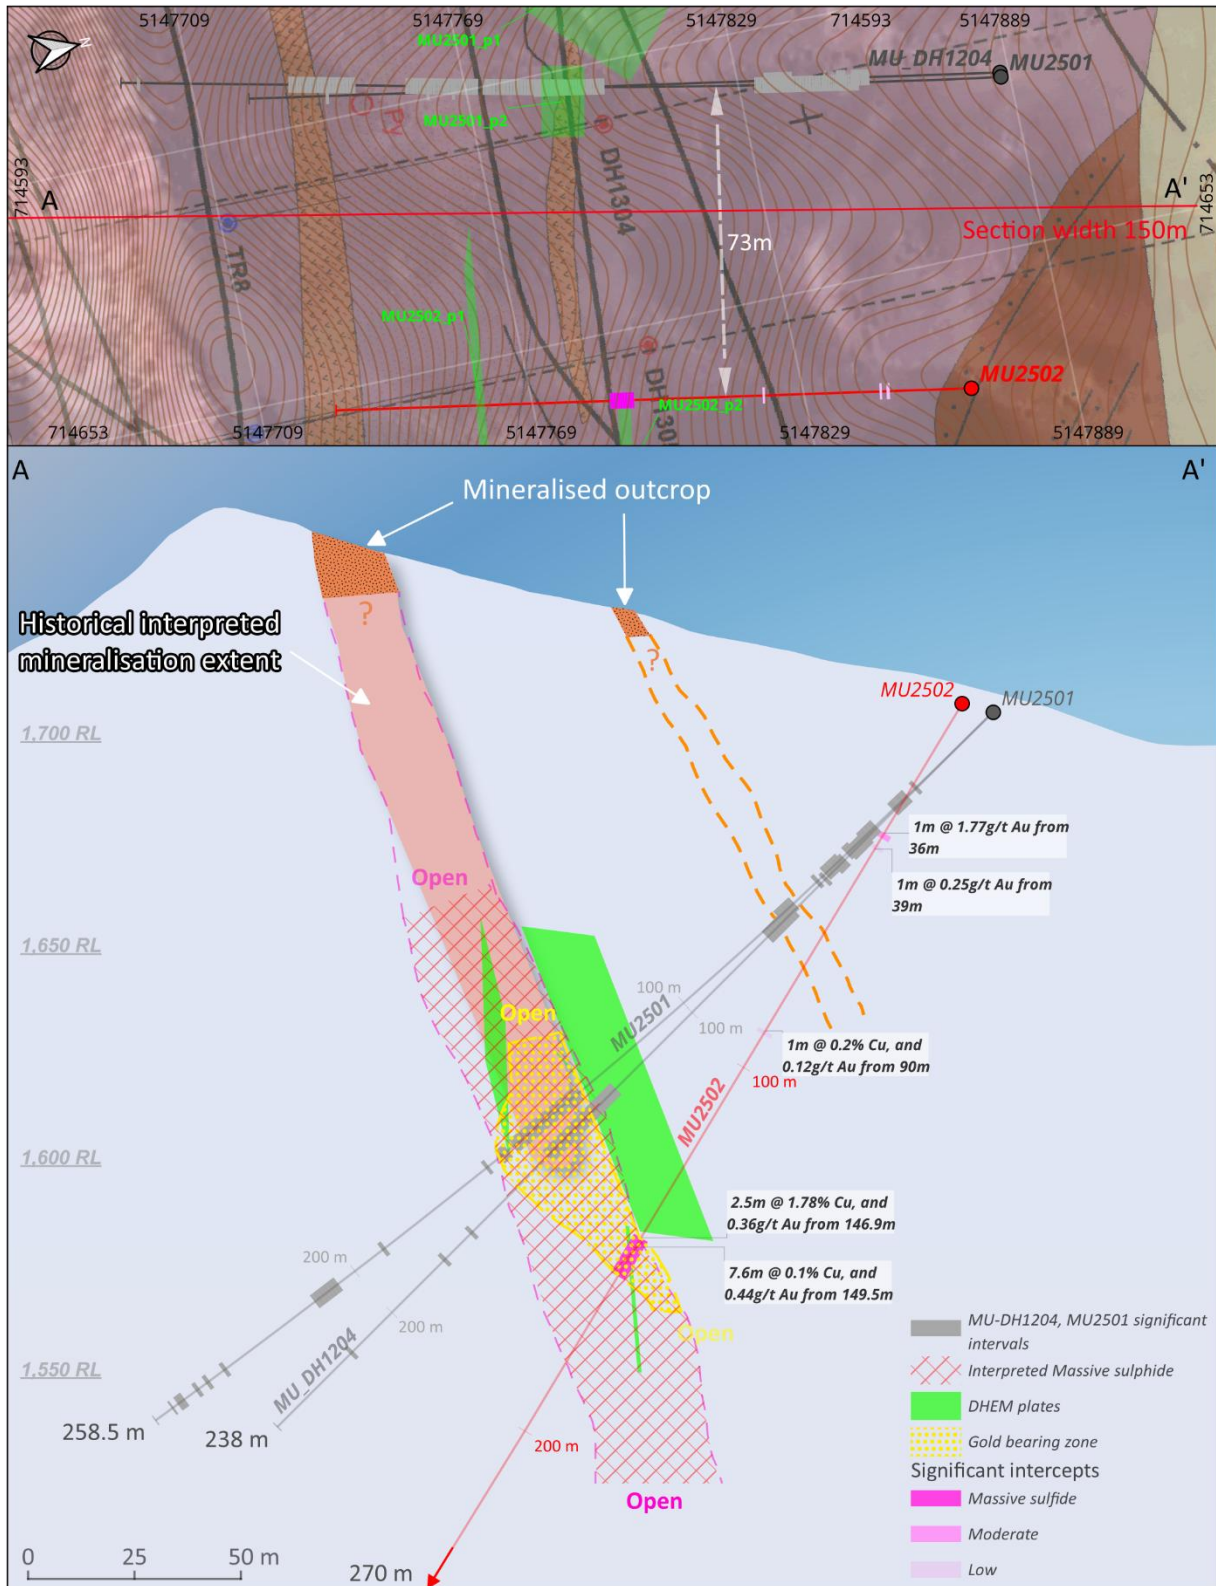 5147709
5147769
5147829
714593
5147889
N
MU2501_p1
MU_DH1204
MU2501
PV
MU2501_p2
DH1304
714593
A
A'
714653
73m
Section width 150m
TR8
MU2502_p1
MU2502
MU2502_p2
DH1305
714653
5147709
5147769
5147829
5147889
A
A'
Mineralised outcrop
?
Historical interpreted
mineralisation extent
?
MU2502
MU2501
1,700 RL
1m @ 1.77g/t Au from
36m
Open
1m @ 0.25g/t Au from
39m
1,650 RL
100 m
MU2501
100 m
Open
1m @ 0.2% Cu, and
0.12g/t Au from 90m
100 m
MU2502
1,600 RL
2.5m @ 1.78% Cu, and
0.36g/t Au from 146.9m
200 m
7.6m @ 0.1% Cu, and
0.44g/t Au from 149.5m
200 m
Open
MU-DH1204, MU2501 significant
intervals
1,550 RL
MU_DH1204
Interpreted Massive sulphide
DHEM plates
258.5 m
238 m
200 m
Gold bearing zone
Significant intercepts
Open
Massive sulfide
Moderate
0
25
50 m
270 m
Low